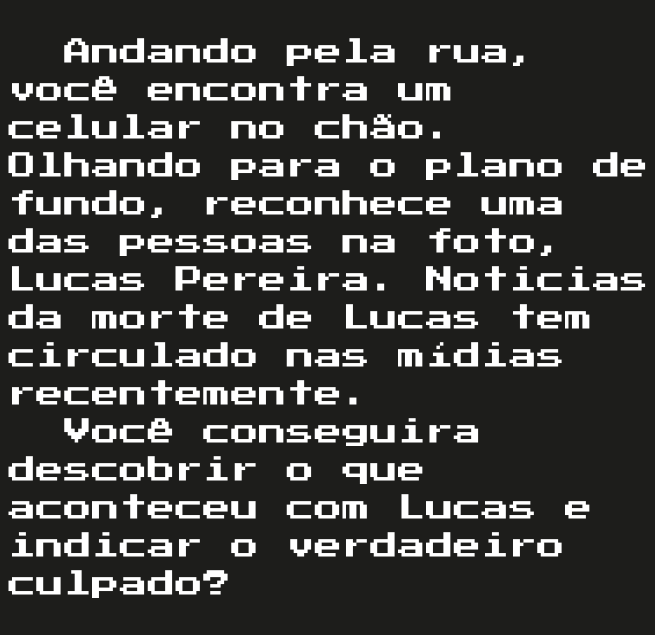 Andando pela rua,
você encontra um
celular no chão.
Olhando para o plano de
fundo, reconhece uma
das pessoas na foto,
Lucas Pereira. Noticias
da morte de Lucas tem
circulado nas mídias
recentemente.
Você conseguira
descobrir o que
aconteceu com Lucas e
indicar o verdadeiro
culpado?